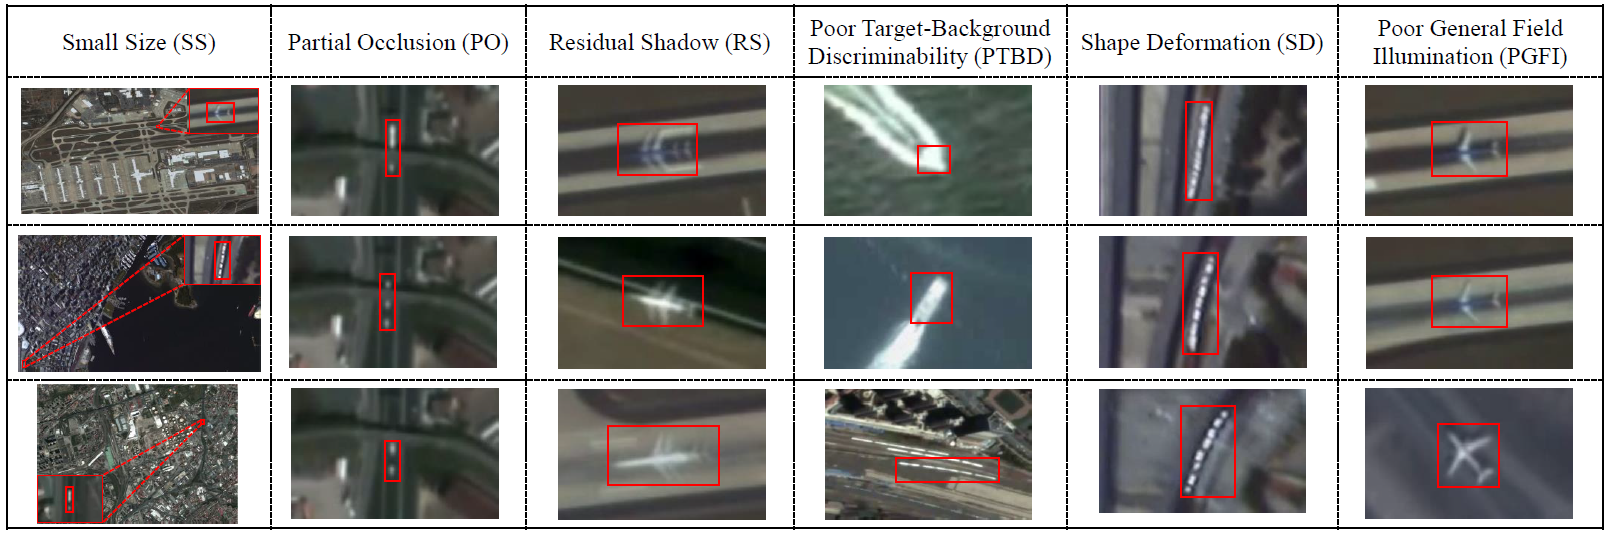 Small Size (SS)
Partial Occlusion (PO)
Residual Shadow (RS)
Poor Target-Background
Discriminability (PTBD)
Shape Deformation (SD)
Poor General Field
Illumination (PGFI)